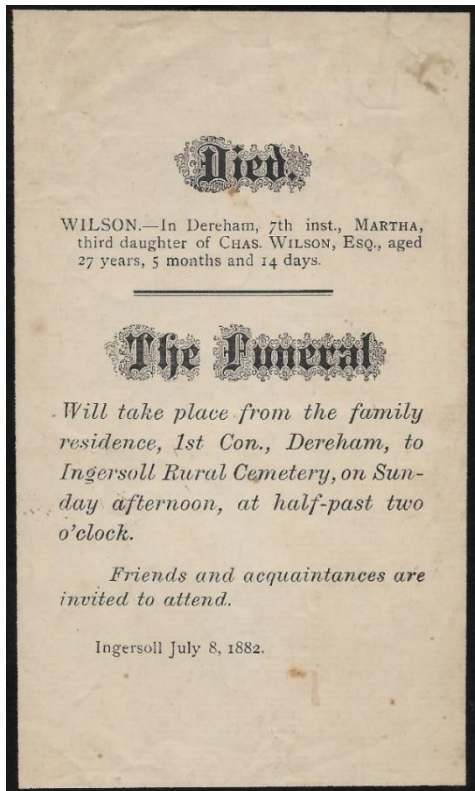 Died.
WILSON.—In Dereham, 7th inst., MARTHA,
third daughter of CHAS. WILSON, ESQ., aged
27 years, 5 months and 14 days.
The Funeral
Will take place from the family
residence, 1st Con., Dereham, to
Ingersoll Rural Cemetery, on Sun-
day afternoon, at half-past two
o'clock.
Friends and acquaintances are
invited to attend.
Ingersoll July 8, 1882.